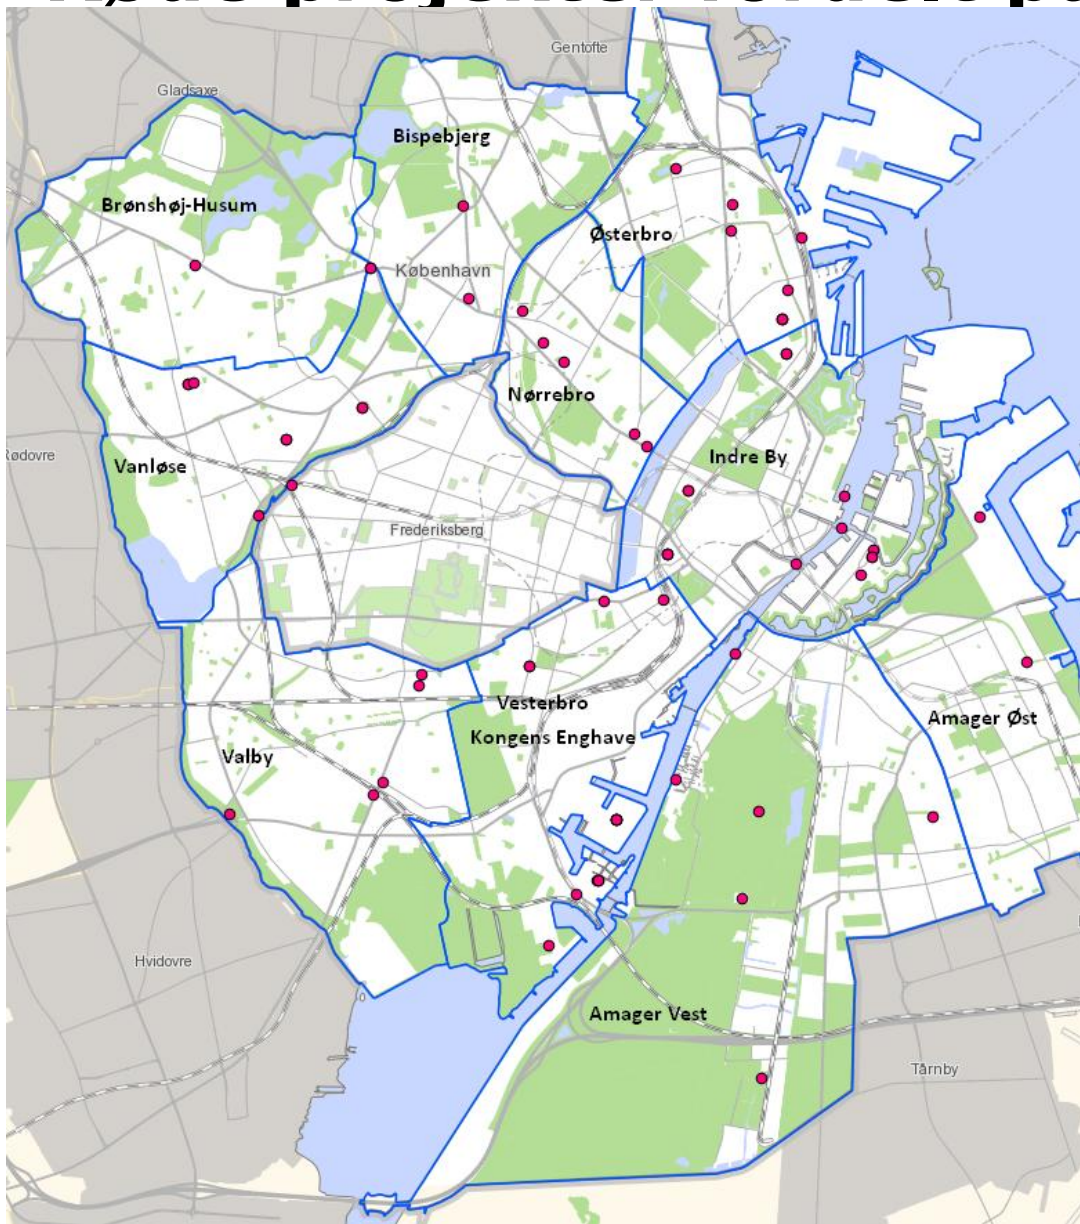 Gentofte
Gladsaxe
Bispebjerg
Brønshøj-Husum
Østerbro
København
Nørrebro
Rødovre
Vanløse
Indre By
Frederiksberg
Vesterbro
Kongens Enghave
Amager Øst
Valby
Hvidovre
Amager Vest
Tårnby